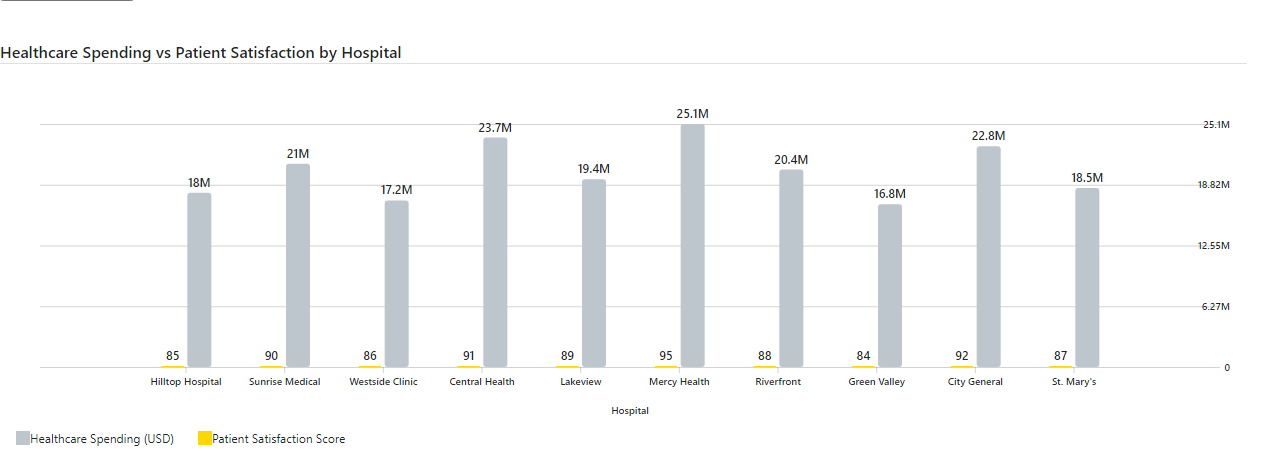 Healthcare Spending vs Patient Satisfaction by Hospital
25.1M
25.1M
23.7M
22.8M
21M
20.4M
19.4M
18M
17.2M
16.8M
18.5M
18.82M
12.55M
6.27M
85 90 86 91 89 95 88 84 92 87
0
Hilltop Hospital Sunrise Medical Westside Clinic Central Health Lakeview Mercy Health Riverfront Green Valley City General St. Mary's
Hospital
Healthcare Spending (USD) Patient Satisfaction Score